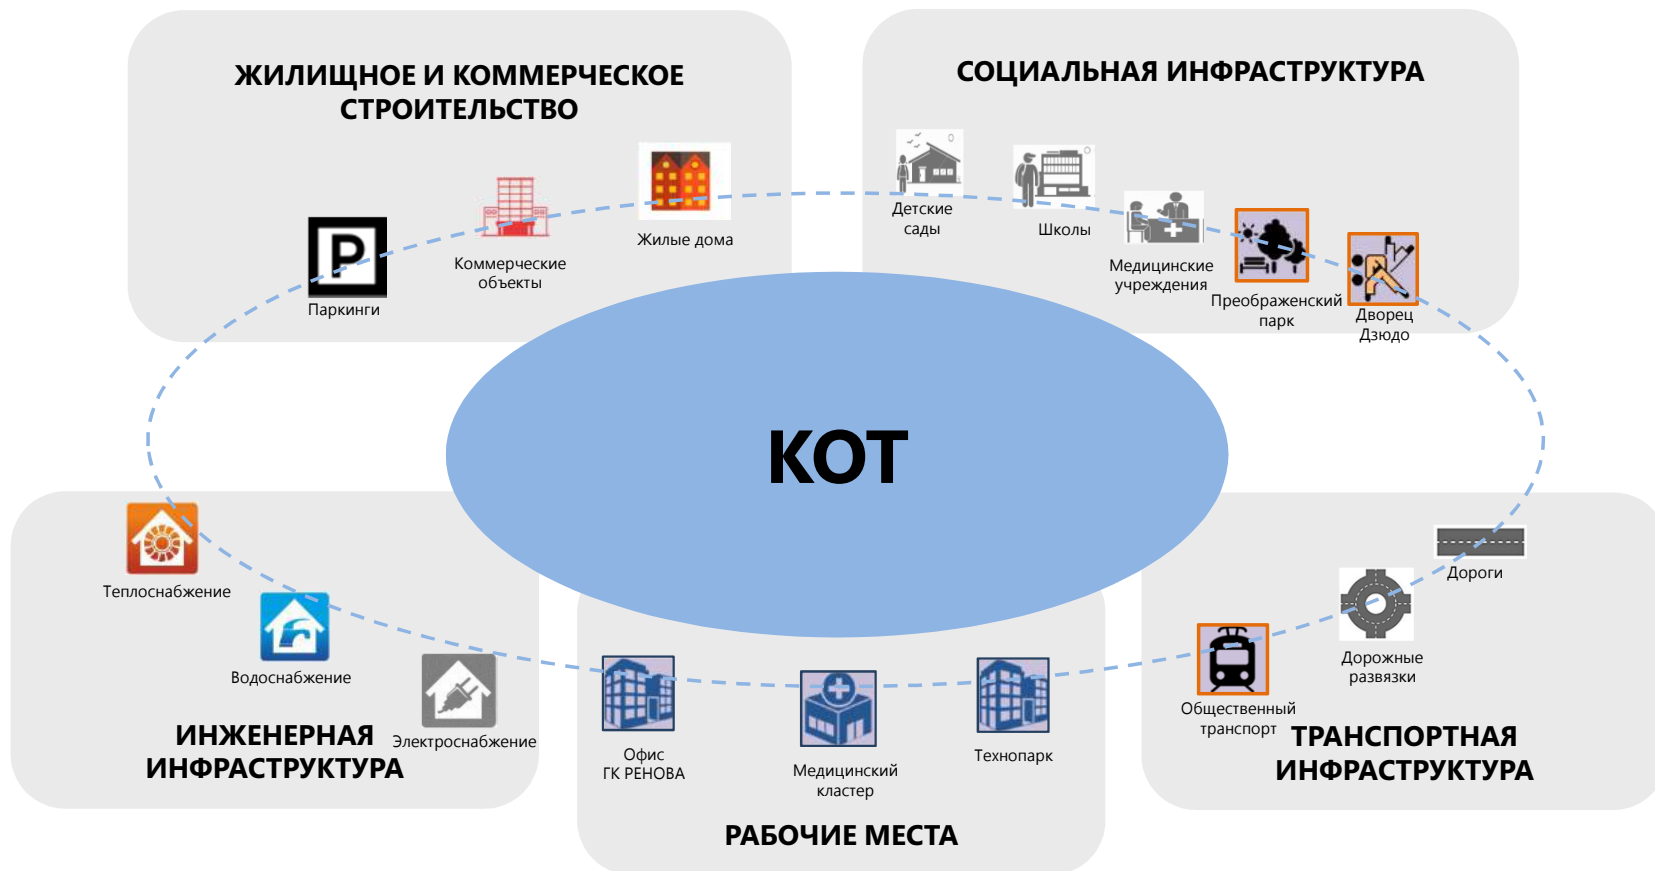 ЖИЛИЩНОЕ И КОММЕРЧЕСКОЕ
СТРОИТЕЛЬСТВО
Паркинги
Коммерческие
объекты
Жилые дома
СОЦИАЛЬНАЯ ИНФРАСТРУКТУРА
Детские
сады
Школы
Медицинские
учреждения
Преображенский
парк
Дворец
Дзюдо
КОТ
Теплоснабжение
Водоснабжение
Электроснабжение
ИНЖЕНЕРНАЯ
ИНФРАСТРУКТУРА
Офис
ГК РЕНОВА
Медицинский
кластер
Технопарк
РАБОЧИЕ МЕСТА
Дороги
Дорожные
развязки
Общественный
транспорт
ТРАНСПОРТНАЯ
ИНФРАСТРУКТУРА